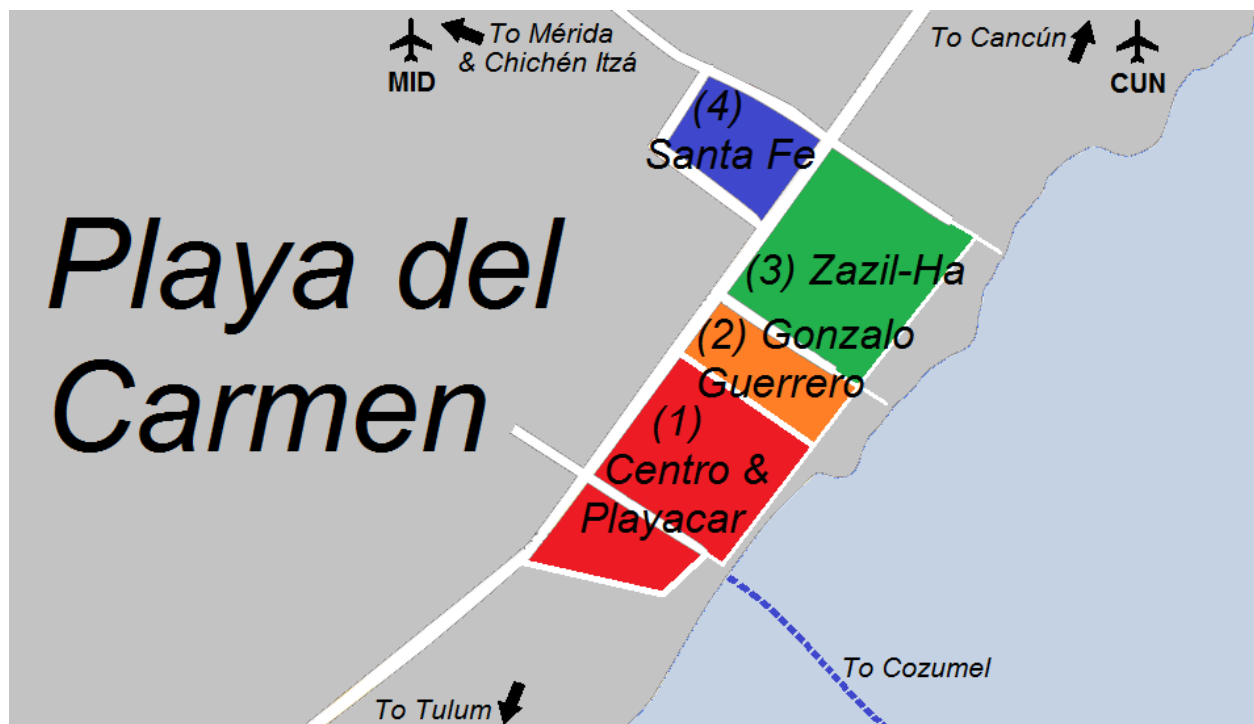 To Mérida
& Chichén Itzá
MID
To Cancún
CUN
(4)
Santa Fe
Playa del
Carmen
(3) Zazil-Ha
(2) Gonzalo
Guerrero
(1)
Centro &
Playacar
To Cozumel
To Tulum